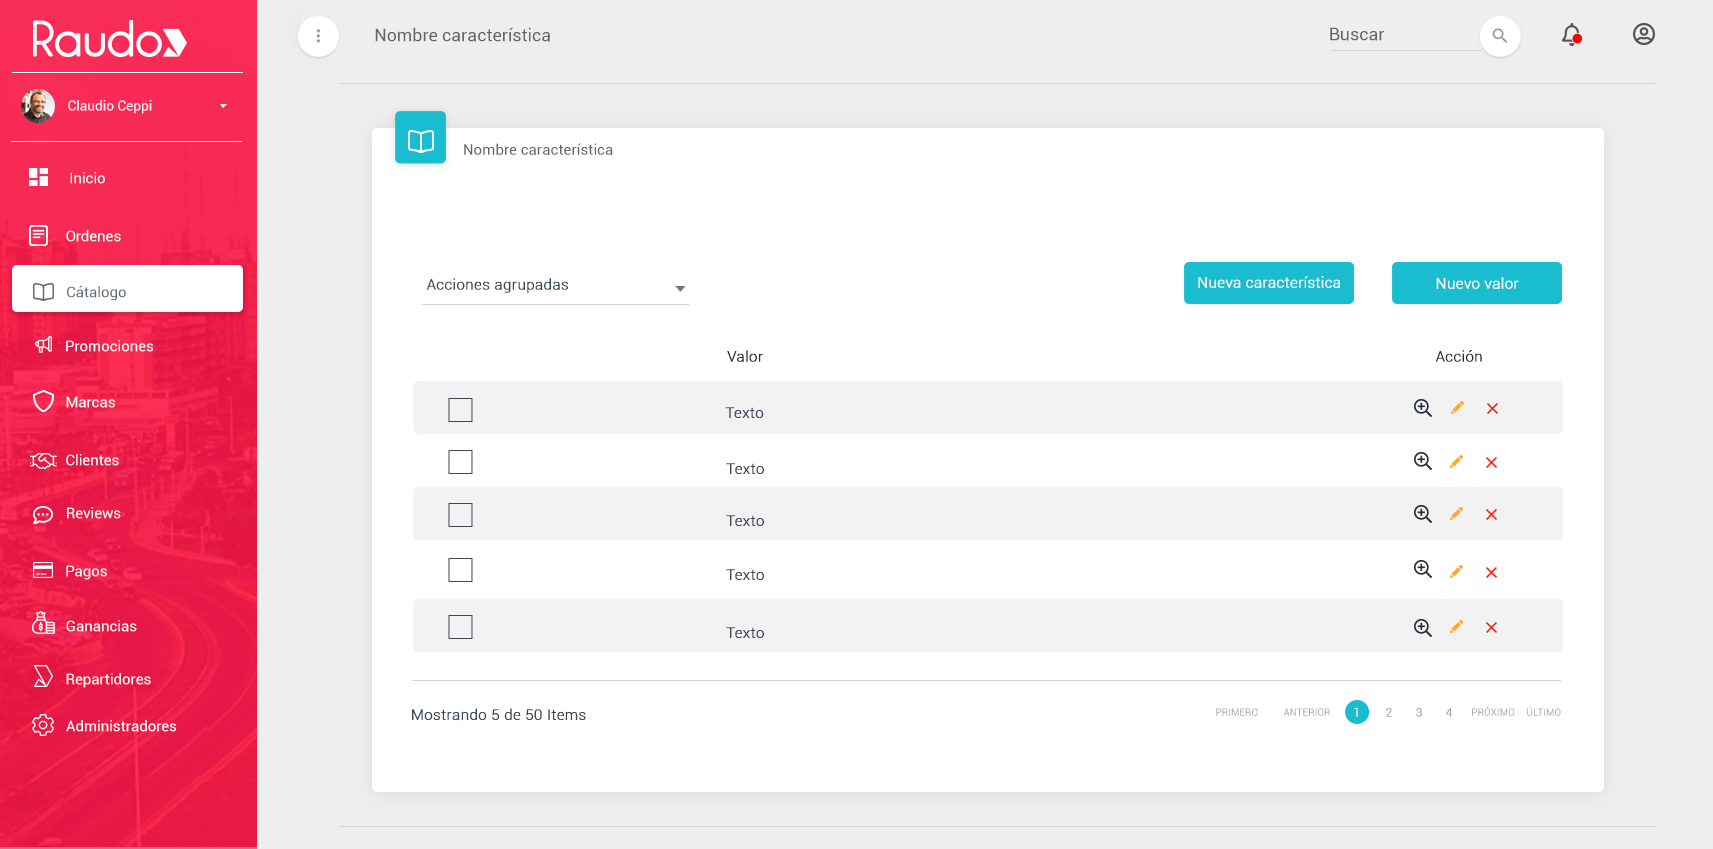 Raudo
Claudio Ceppi
Inicio
Ordenes
Cátalogo
Promociones
Marcas
Clientes
Reviews
Pagos
Ganancias
Repartidores
Administradores
Nombre característica
Buscar
Nombre característica
Acciones agrupadas
Nueva característica
Nuevo valor
Valor Acción
Texto
Texto
Texto
Texto
Texto
Mostrando 5 de 50 Items
PRIMERO ANTERIOR 1 2 3 4 PRÓXIMO ÚLTIMO